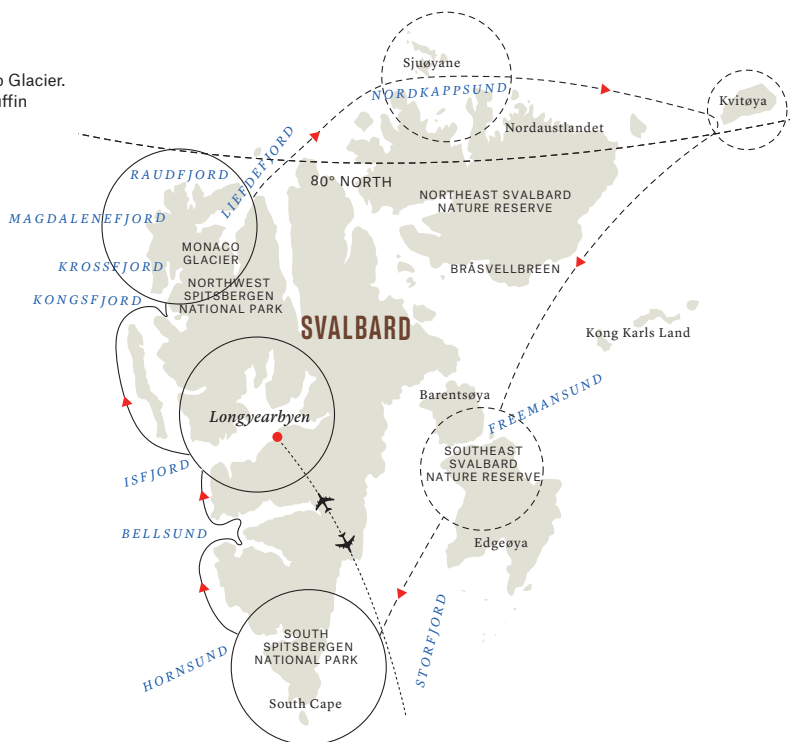 Glacier.
uffin
Sjuøyane
NORDKAPPSUND
Kvitøya
Nordaustlandet
LIEFDEFJORD
RAUDFJORD
80° NORTH
NORTHEAST SVALBARD
NATURE RESERVE
MAGDALENEFJORD
MONACO
GLACIER
KROSSFJORD
BRÅSVELLBREEN
NORTHWEST
SPITSBERGEN
NATIONAL PARK
KONGSFJORD
SVALBARD
Kong Karls Land
Barentsøya
FREEMANSUND
Longyearbyen
SOUTHEAST
SVALBARD
NATURE RESERVE
ISFJORD
BELLSUND
Edgeøya
STORFJORD
HORNSUND
SOUTH
SPITSBERGEN
NATIONAL PARK
South Cape